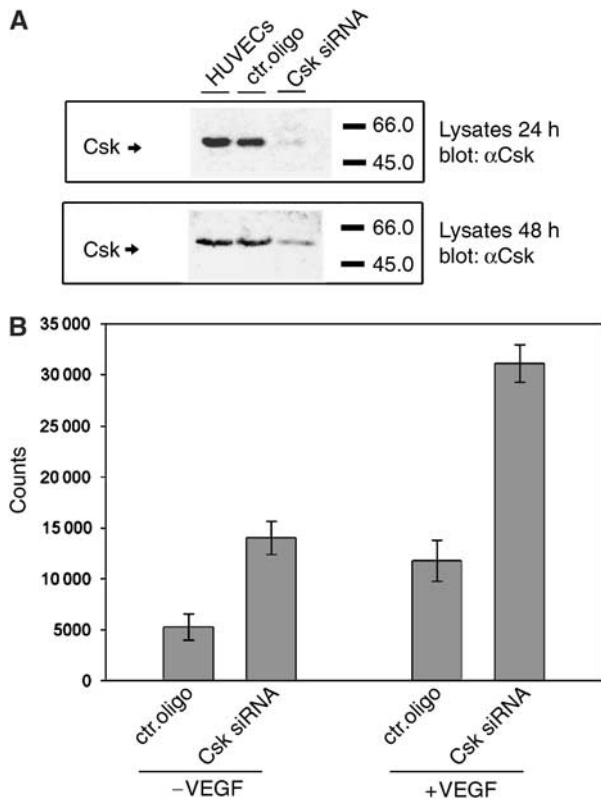 A
HUVECs
ctr.oligo
Csk siRNA
Csk
66.0
45.0
Lysates 24 h
blot: αCsk
Csk
66.0
45.0
Lysates 48 h
blot: αCsk
B
35 000
30 000
25 000
20 000
15 000
10 000
5000
0
Counts
ctr.oligo
Csk siRNA
ctr.oligo
Csk siRNA
–VEGF
+VEGF